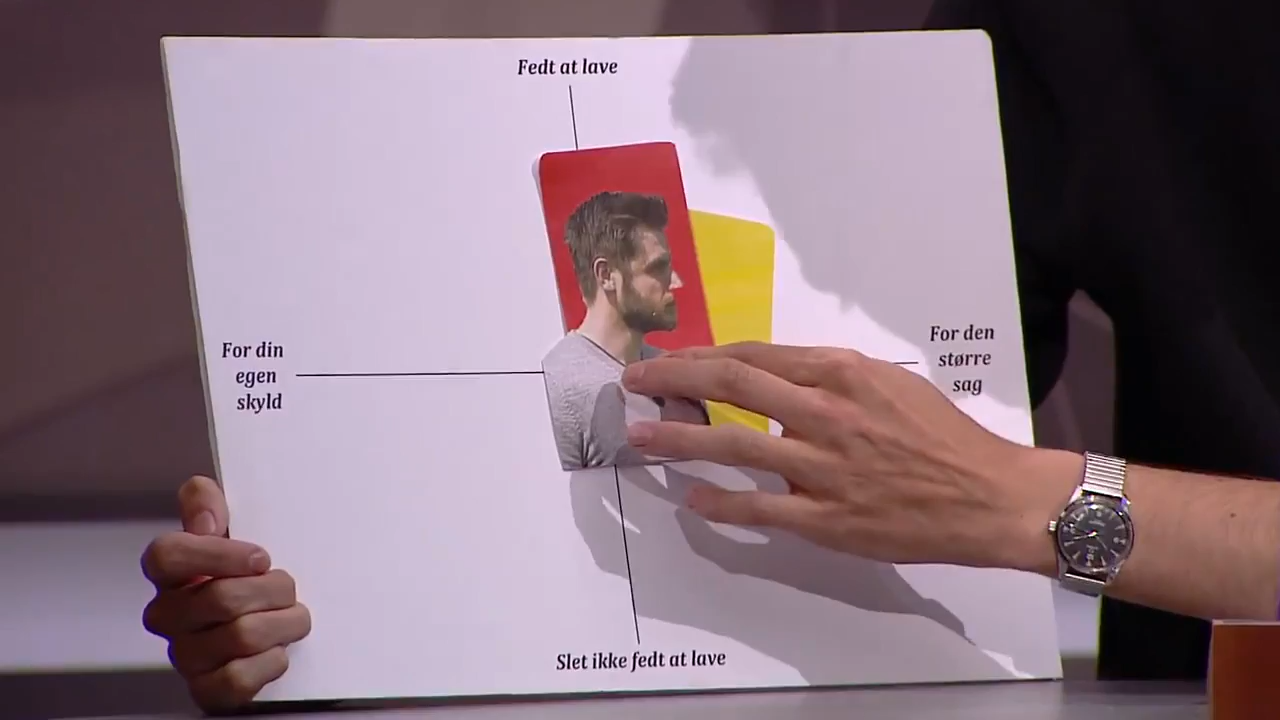 Fedt at lave
For din
egen
skyld
For den
større
sag
Slet ikke fedt at lave